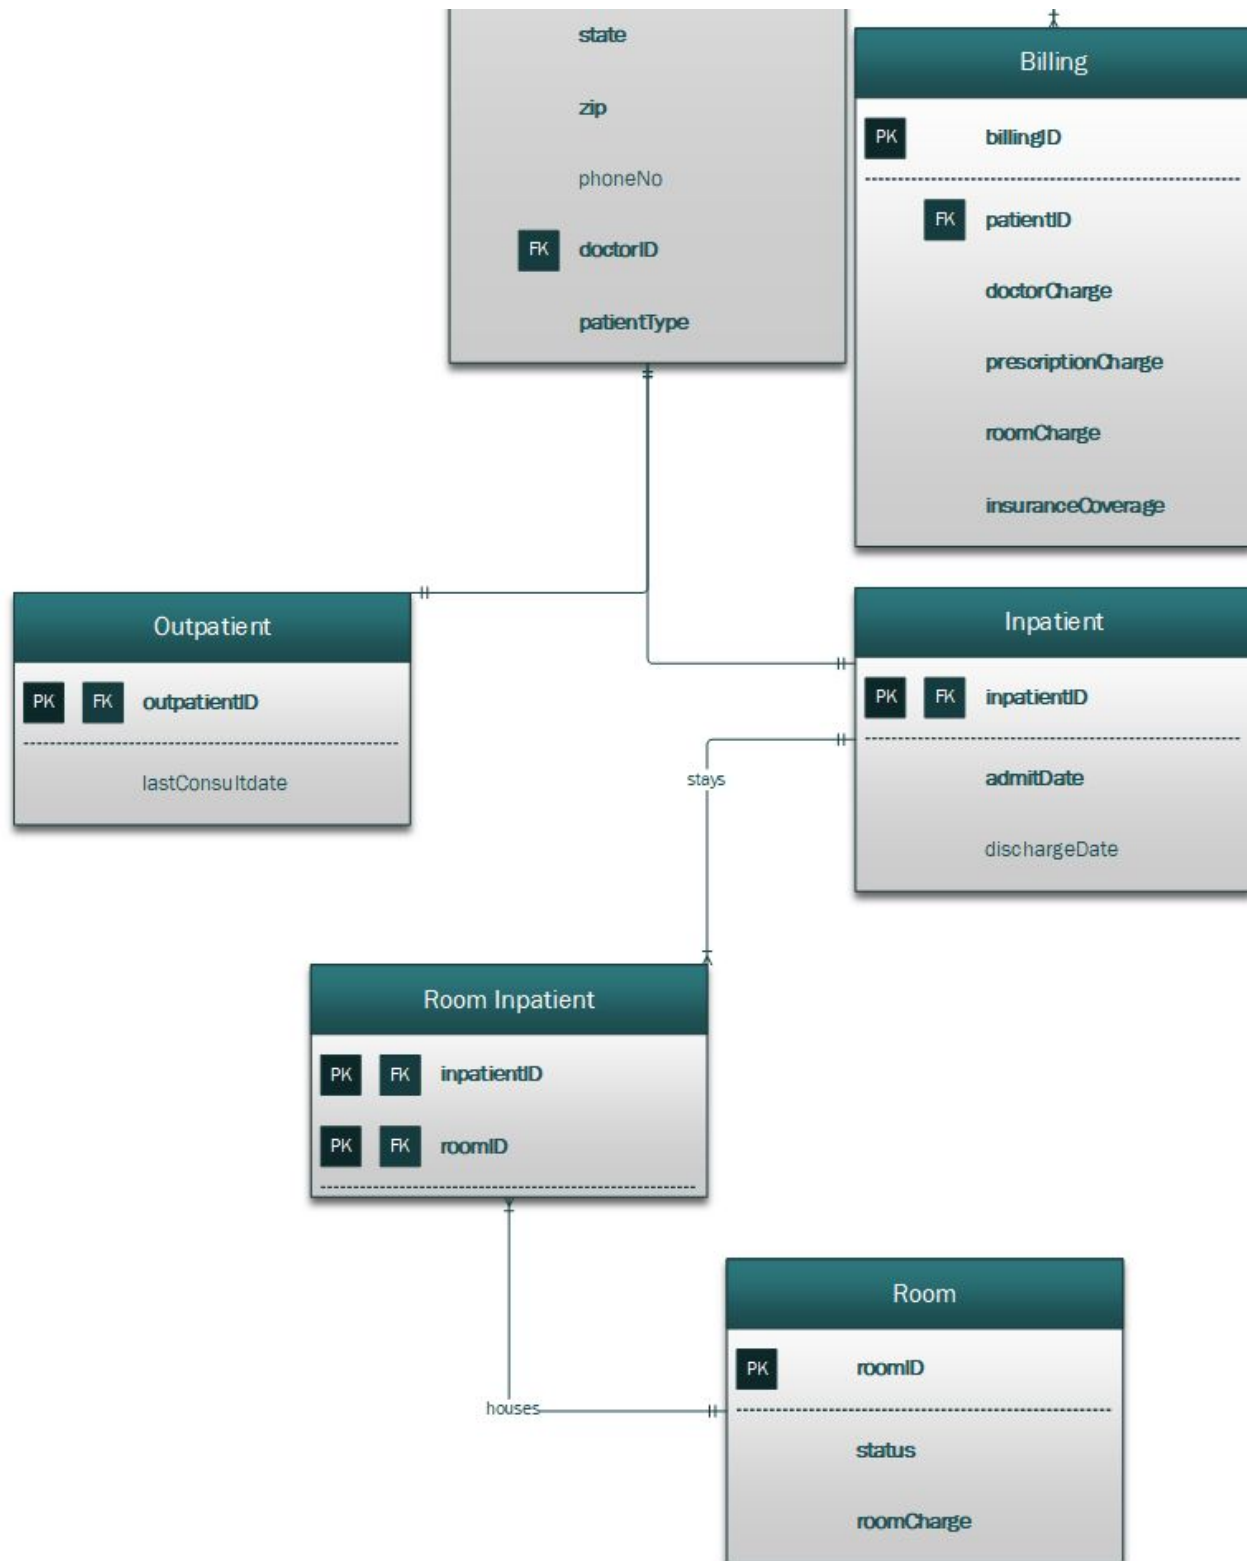 state
zip
phoneNo
FK doctorID
patientType
Billing
PK billingID
FK patientID
doctorCharge
prescriptionCharge
roomCharge
insuranceCoverage
Outpatient
PK FK outpatientID
lastConsultdate
Inpatient
PK FK inpatientID
admitDate
dischargeDate
stays
Room Inpatient
PK FK inpatientID
PK FK roomID
houses
Room
PK roomID
status
roomCharge